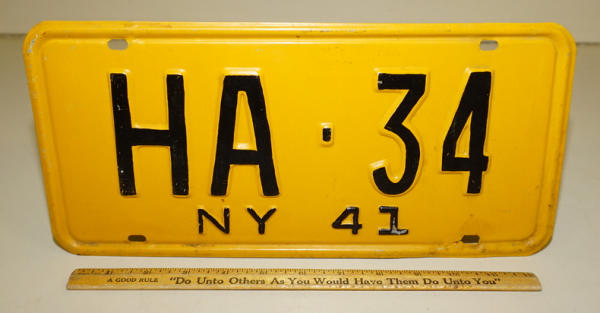 HA·34
NY 41
A GOOD RULE "Do Unto Others As You Would Have Them Do Unto You"